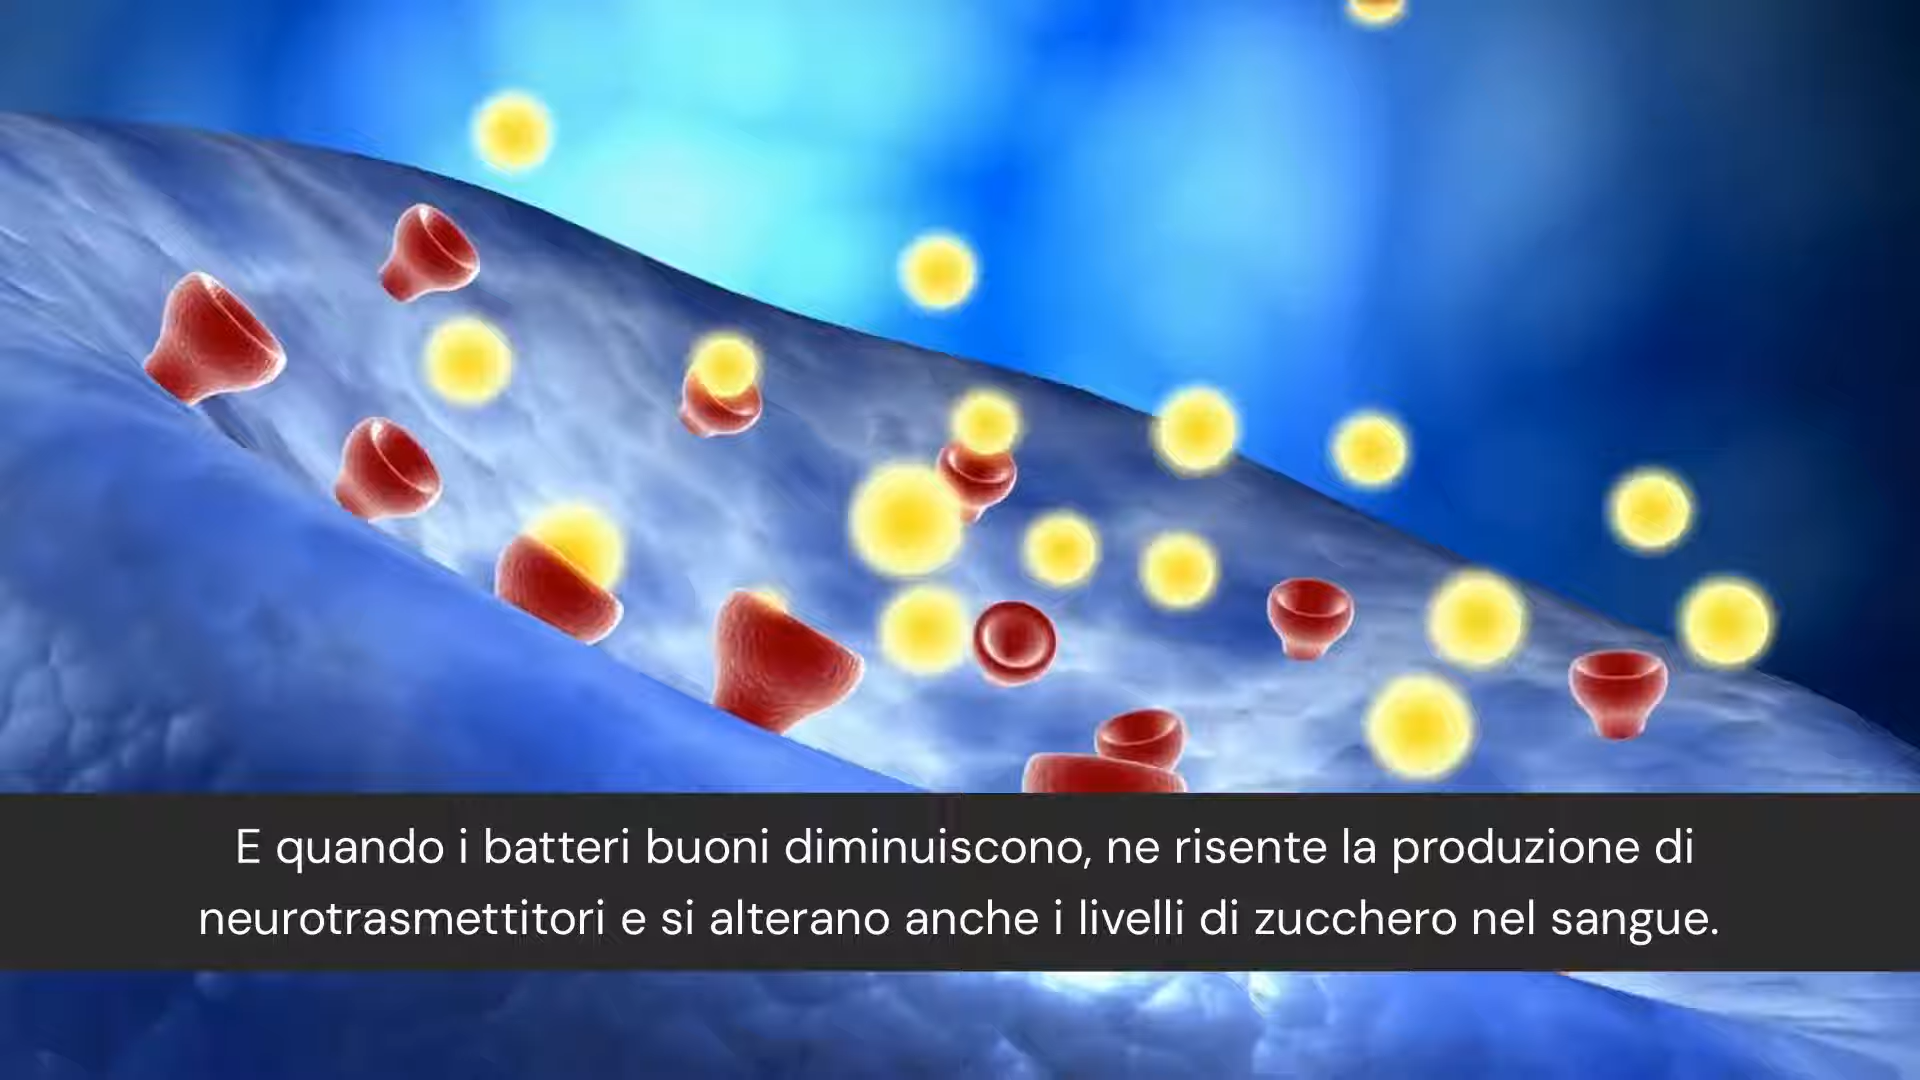 E quando i batteri buoni diminuiscono, ne risente la produzione di
neurotrasmettitori e si alterano anche i livelli di zucchero nel sangue.